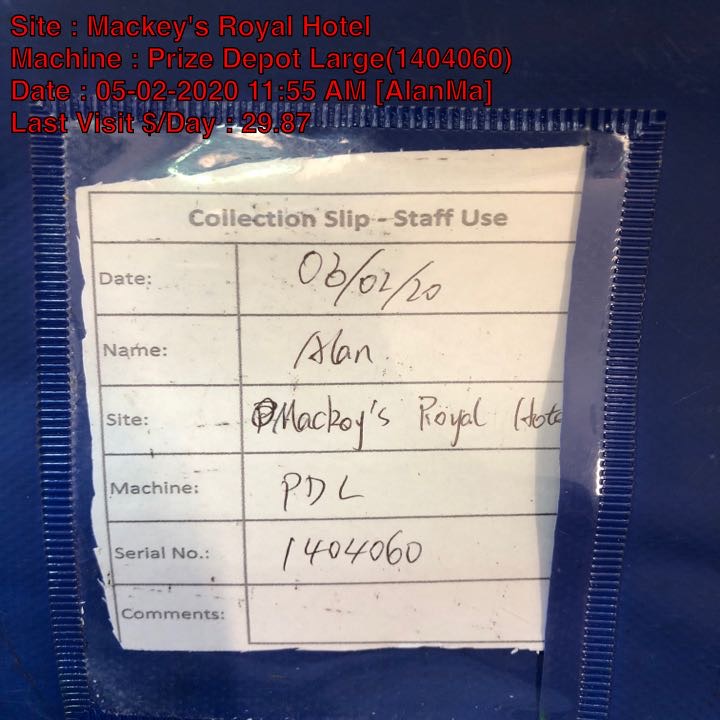 Site : Mackey's Royal Hotel
Machine : Prize Depot Large(1404060)
Date : 05-02-2020 11:55 AM [AlanMa]
Last Visit $/Day : 29.87
Collection Slip - Staff Use
Date: 06/02/20
Name: Alan
Site: Mackoy's Royal Hote
Machine: PDL
Serial No.: 1404060
Comments: